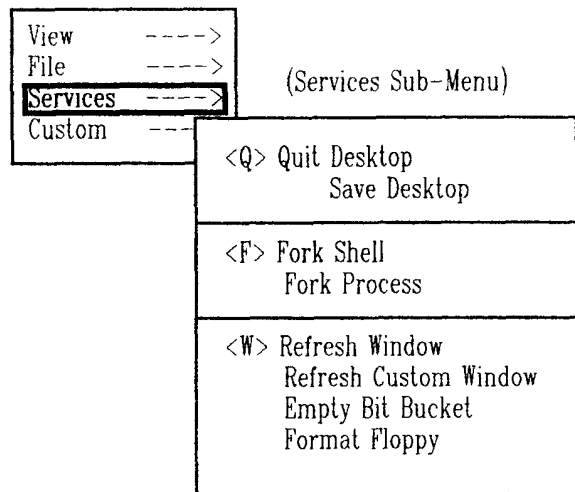 View ---->
File ---->
Services ---->
(Services Sub-Menu)
Custom ----
<Q> Quit Desktop
Save Desktop
<F> Fork Shell
Fork Process
<W> Refresh Window
Refresh Custom Window
Empty Bit Bucket
Format Floppy